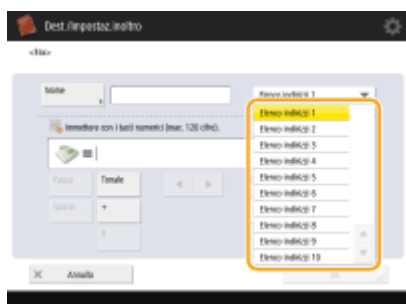 Dest./impostaz.inoltro
<Fax>
Nome
Elenco indirizzi 1
Immettere con i tasti numerici (max. 120 cifre).
Elenco indirizzi 1
Elenco indirizzi 2
Elenco indirizzi 3
Elenco indirizzi 4
Elenco indirizzi 5
Elenco indirizzi 6
Elenco indirizzi 7
Elenco indirizzi 8
Elenco indirizzi 9
Elenco indirizzi 10
Pausa
Tonale
Spazio
+
Annulla